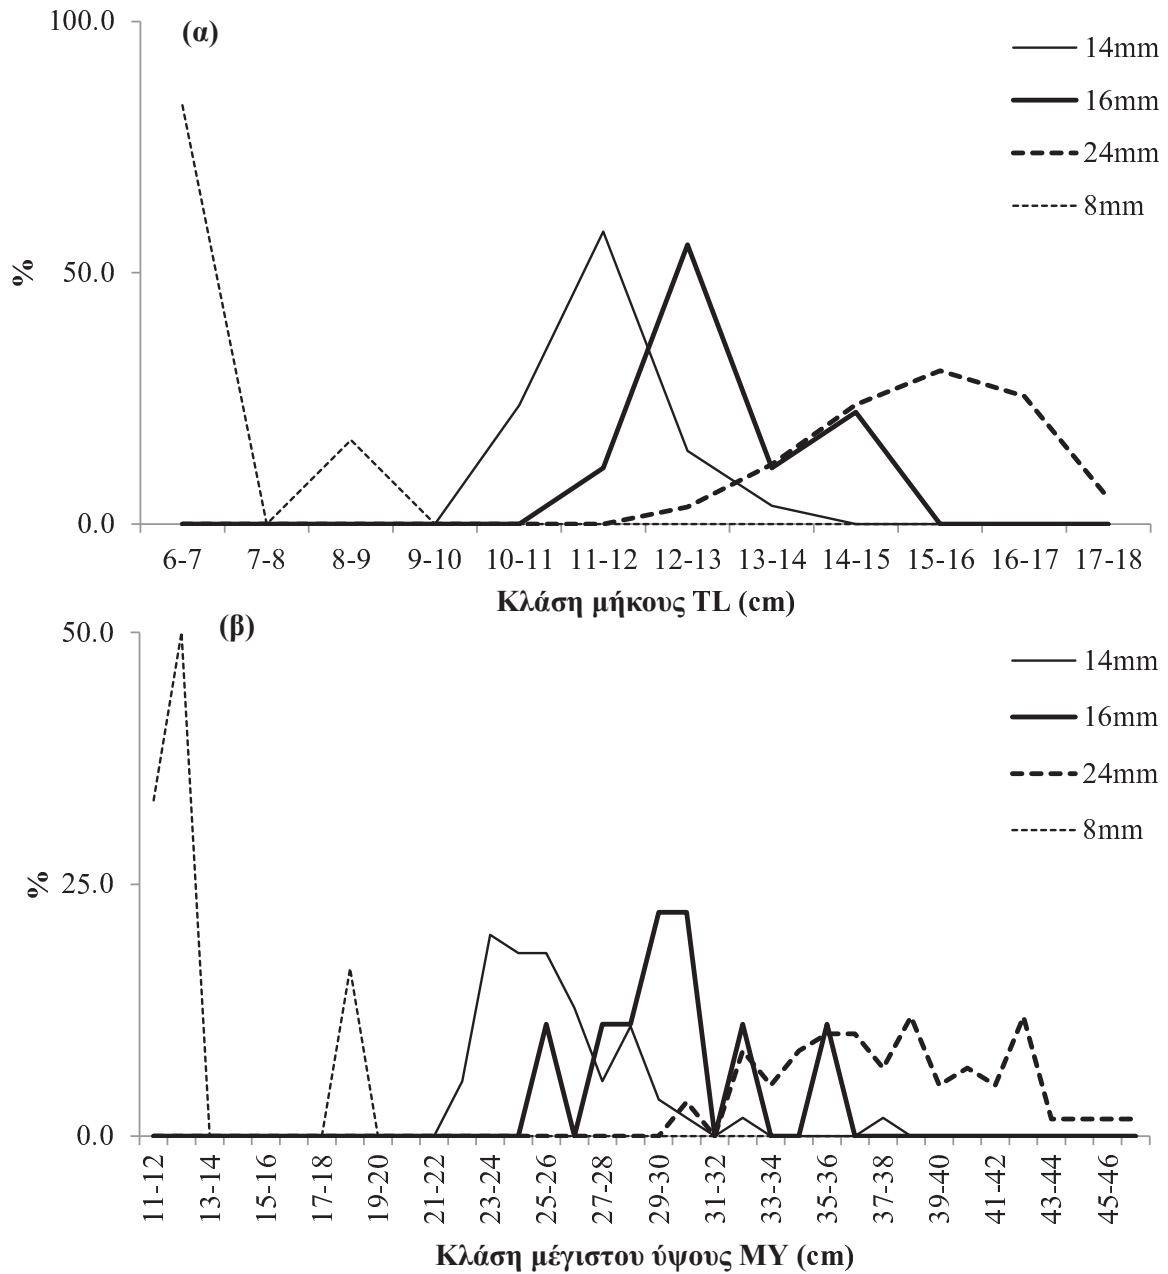 100.0
(α)
14mm
16mm
24mm
8mm
%
50.0
0.0
6-7 7-8 8-9 9-10 10-11 11-12 12-13 13-14 14-15 15-16 16-17 17-18
Κλάση μήκους TL (cm)
(β)
50.0
14mm
16mm
24mm
8mm
%
25.0
0.0
11-12 13-14 15-16 17-18 19-20 21-22 23-24 25-26 27-28 29-30 31-32 33-34 35-36 37-38 39-40 41-42 43-44 45-46
Κλάση μέγιστου ύψους ΜΥ (cm)